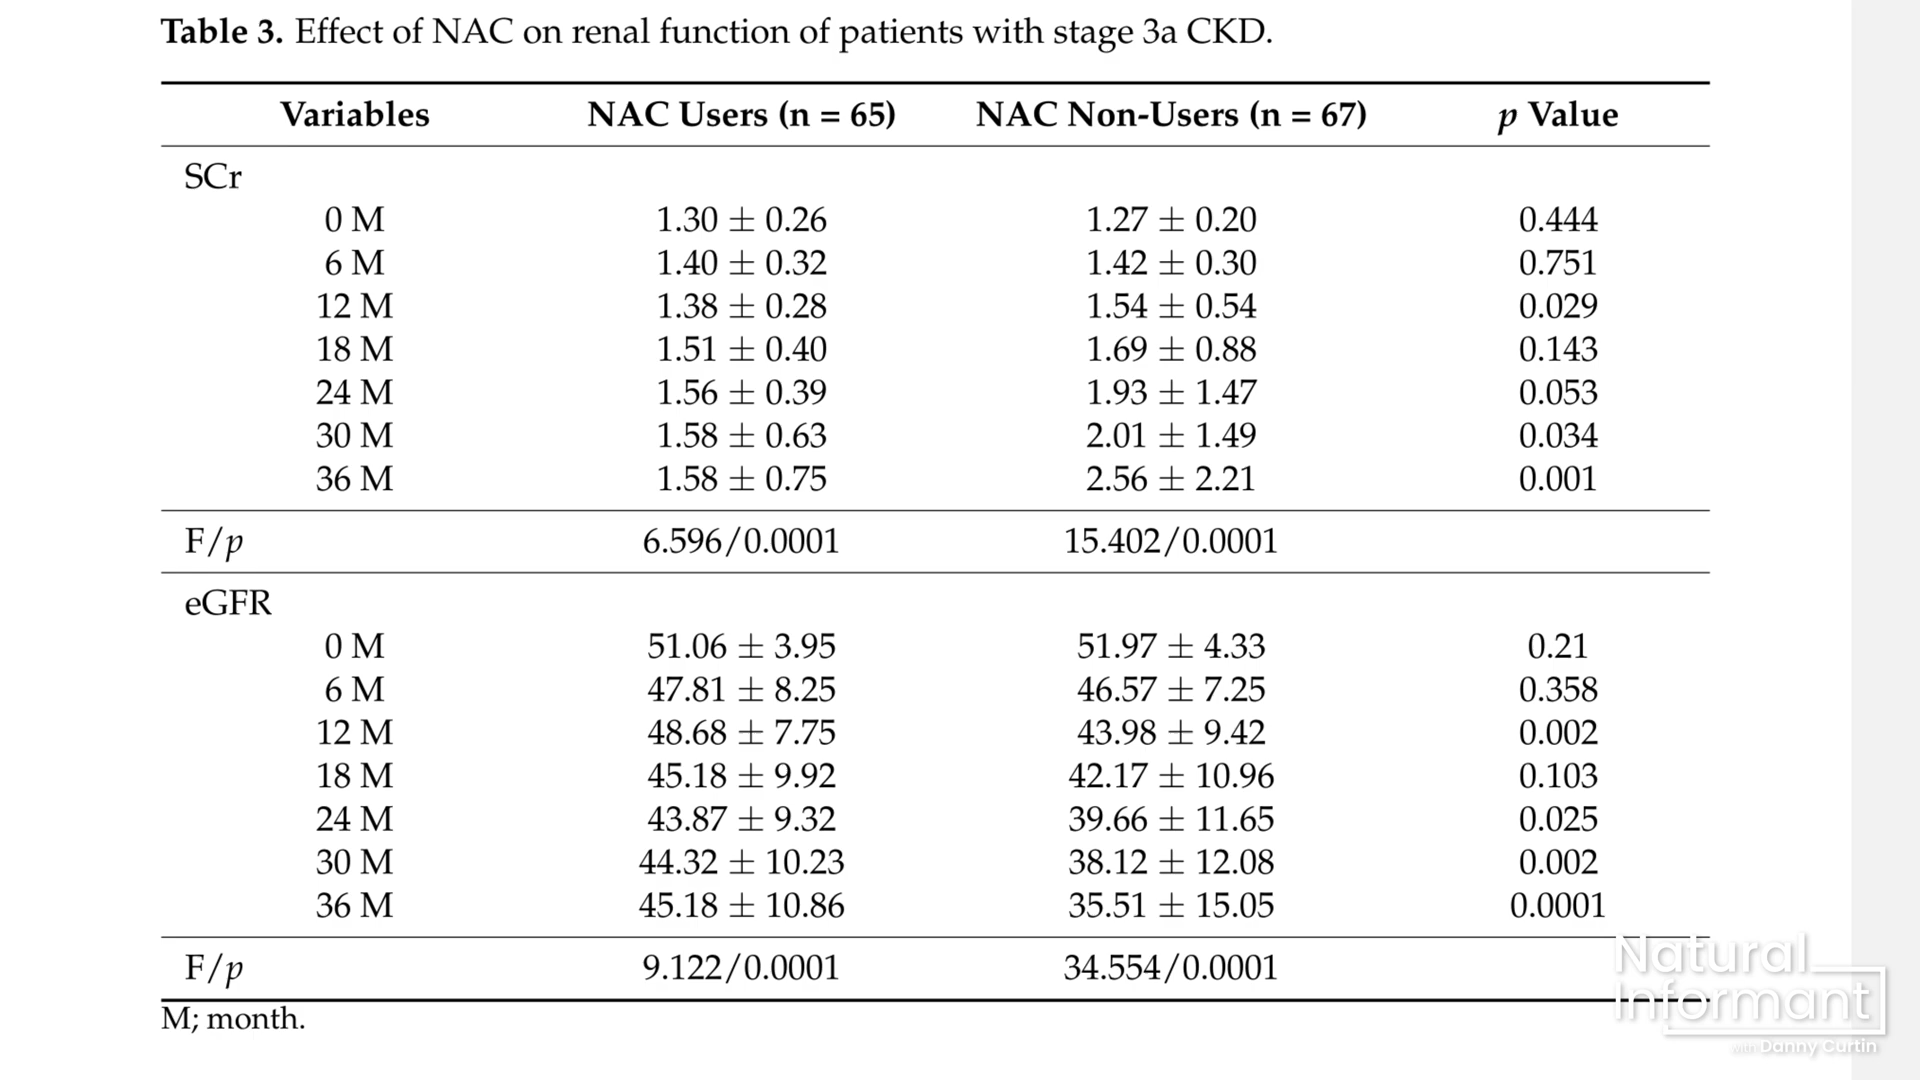 Table 3. Effect of NAC on renal function of patients with stage 3a CKD.
Variables NAC Users (n = 65) NAC Non-Users (n = 67) p Value
SCr
0 M 1.30 ± 0.26 1.27 ± 0.20 0.444
6 M 1.40 ± 0.32 1.42 ± 0.30 0.751
12 M 1.38 ± 0.28 1.54 ± 0.54 0.029
18 M 1.51 ± 0.40 1.69 ± 0.88 0.143
24 M 1.56 ± 0.39 1.93 ± 1.47 0.053
30 M 1.58 ± 0.63 2.01 ± 1.49 0.034
36 M 1.58 ± 0.75 2.56 ± 2.21 0.001
F/p 6.596/0.0001 15.402/0.0001
eGFR
0 M 51.06 ± 3.95 51.97 ± 4.33 0.21
6 M 47.81 ± 8.25 46.57 ± 7.25 0.358
12 M 48.68 ± 7.75 43.98 ± 9.42 0.002
18 M 45.18 ± 9.92 42.17 ± 10.96 0.103
24 M 43.87 ± 9.32 39.66 ± 11.65 0.025
30 M 44.32 ± 10.23 38.12 ± 12.08 0.002
36 M 45.18 ± 10.86 35.51 ± 15.05 0.0001
F/p 9.122/0.0001 34.554/0.0001
M; month.
Natural
Informant
with Danny Curtin